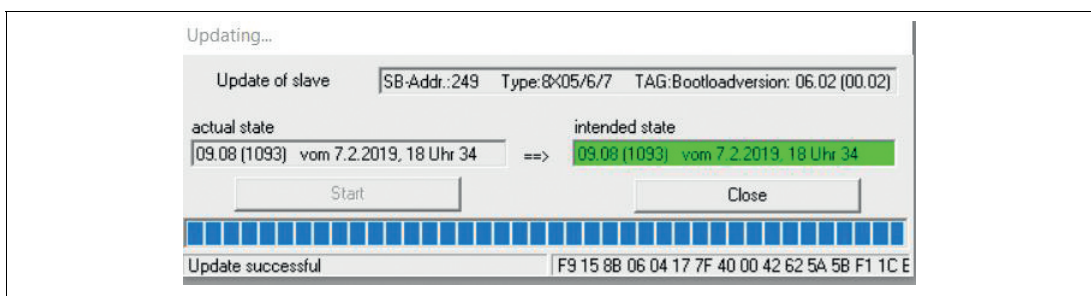 Updating...
Update of slave SB-Addr.:249 Type:8X05/6/7 TAG:Bootloadversion: 06.02 (00.02)
actual state intended state
09.08 (1093) vom 7.2.2019, 18 Uhr 34 ==> 09.08 (1093) vom 7.2.2019, 18 Uhr 34
Start Close
Update successful F9 15 8B 06 04 17 7F 40 00 42 62 5A 5B F1 1C E